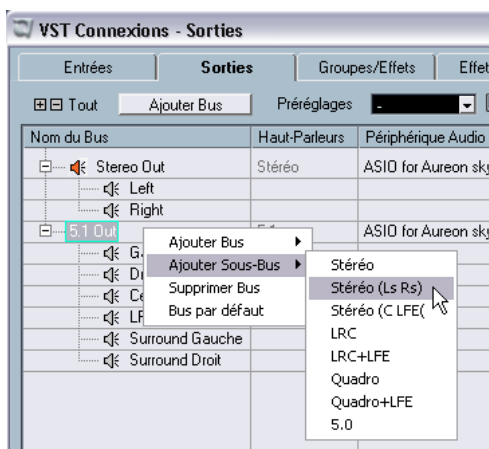 VST Connexions - Sorties
Entrées Sorties Groupes/Effets Effet
Tout Ajouter Bus Préréglages -
Nom du Bus Haut-Parleurs Périphérique Audio
Stereo Out Stéréo ASIO for Aureon sky
Left
Right
5.1 Out ASIO for Aureon sky
Ajouter Bus
Ajouter Sous-Bus
Supprimer Bus
Bus par défaut
Stéréo
Stéréo (Ls Rs)
Stéréo (C LFE(
LRC
LRC+LFE
Quadro
Quadro+LFE
5.0
Surround Gauche
Surround Droit